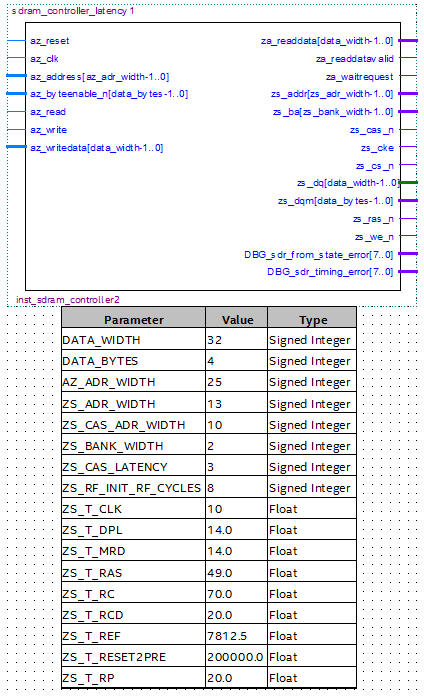 sdram_controller_latency1
az_reset
az_clk
az_address[az_adr_width-1..0]
az_byteenable_n[data_bytes-1..0]
az_read
az_write
az_writedata[data_width-1..0]
za_readdata[data_width-1..0]
za_readdatavalid
za_waitrequest
zs_addr[zs_adr_width-1..0]
zs_ba[zs_bank_width-1..0]
zs_cas_n
zs_cke
zs_cs_n
zs_dq[data_width-1..0]
zs_dqm[data_bytes-1..0]
zs_ras_n
zs_we_n
DBG_sdr_from_state_error[7..0]
DBG_sdr_timing_error[7..0]
inst_sdram_controller2
Parameter Value Type
DATA_WIDTH 32 Signed Integer
DATA_BYTES 4 Signed Integer
AZ_ADR_WIDTH 25 Signed Integer
ZS_ADR_WIDTH 13 Signed Integer
ZS_CAS_ADR_WIDTH 10 Signed Integer
ZS_BANK_WIDTH 2 Signed Integer
ZS_CAS_LATENCY 3 Signed Integer
ZS_RF_INIT_RF_CYCLES 8 Signed Integer
ZS_T_CLK 10 Float
ZS_T_DPL 14.0 Float
ZS_T_MRD 14.0 Float
ZS_T_RAS 49.0 Float
ZS_T_RC 70.0 Float
ZS_T_RCD 20.0 Float
ZS_T_REF 7812.5 Float
ZS_T_RESET2PRE 200000.0 Float
ZS_T_RP 20.0 Float